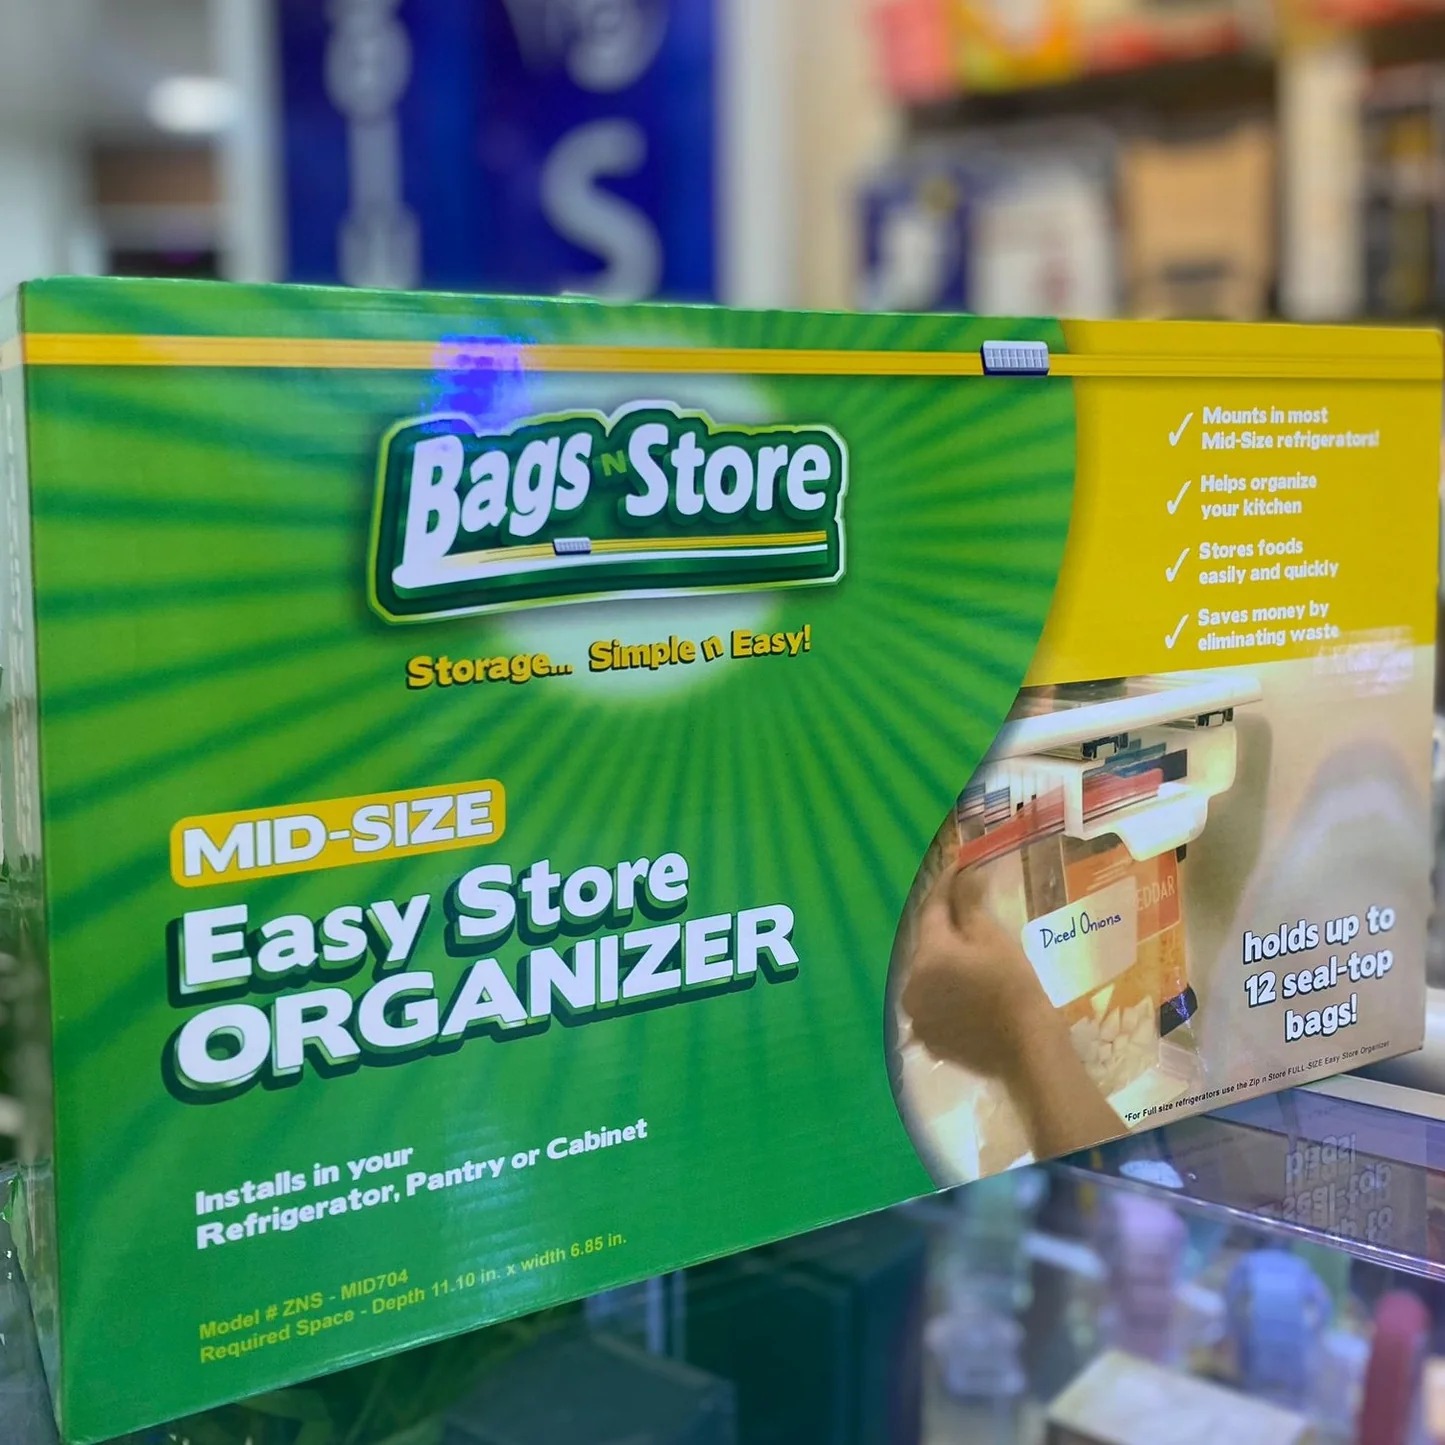 Bags N Store
Storage... Simple n Easy!
MID-SIZE
Easy Store
ORGANIZER
Installs in your
Refrigerator, Pantry or Cabinet
Model # ZNS - MID704
Required Space - Depth 11.10 in. x width 6.85 in.
✓ Mounts in most
Mid-Size refrigerators!
✓ Helps organize
your kitchen
✓ Stores foods
easily and quickly
✓ Saves money by
eliminating waste
EDDAR
Diced Onions
holds up to
12 seal-top
bags!
*For Full size refrigerators use the Zip n Store FULL-SIZE Easy Store Organizer
S